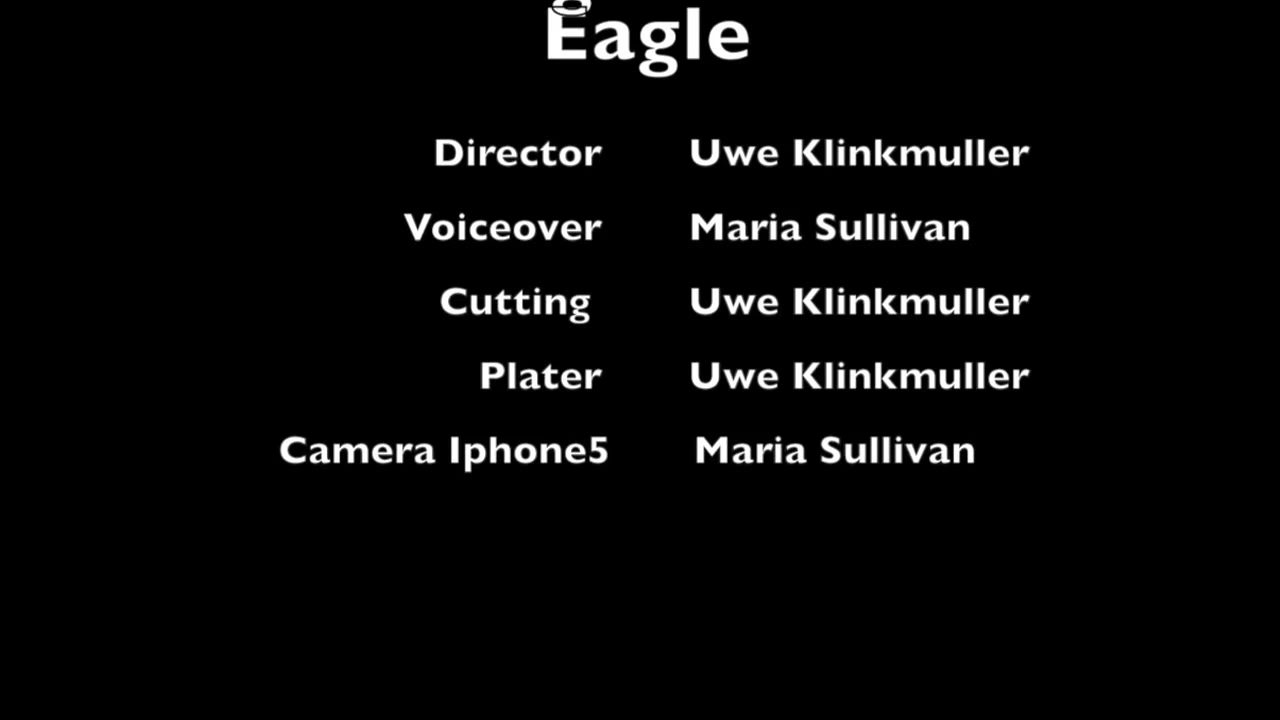 Eagle
Director Uwe Klinkmuller
Voiceover Maria Sullivan
Cutting Uwe Klinkmuller
Plater Uwe Klinkmuller
Camera Iphone5 Maria Sullivan